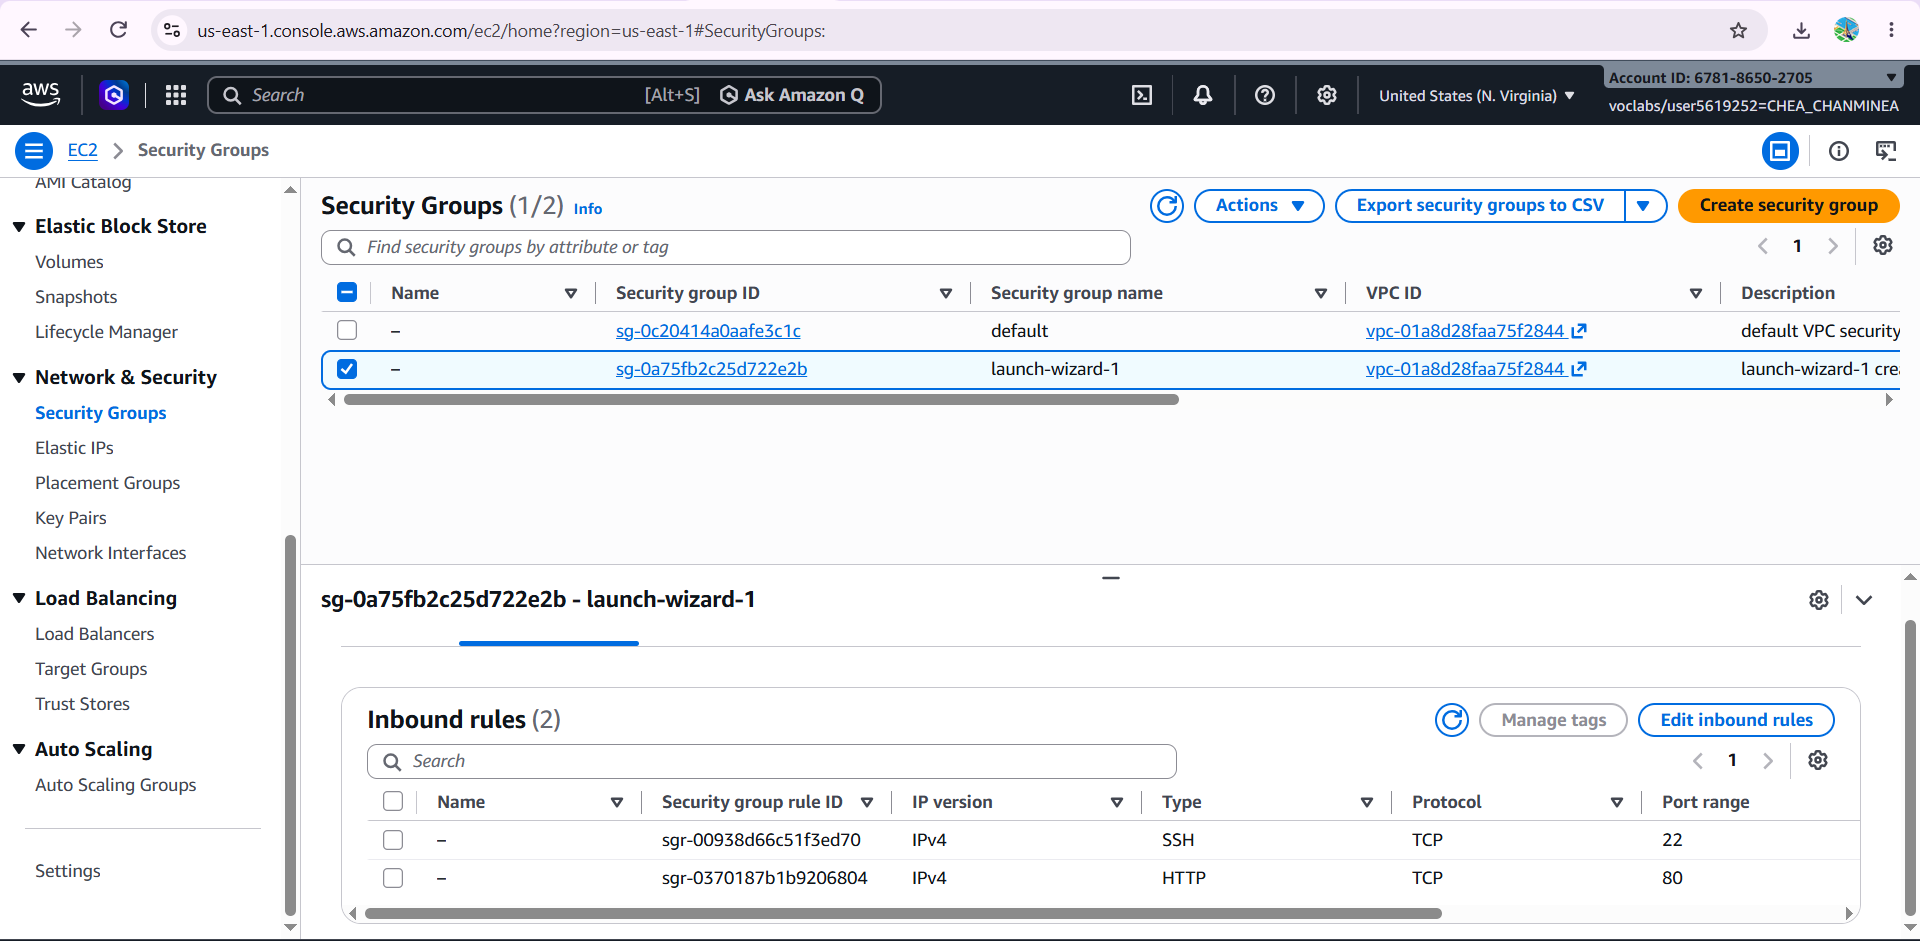 us-east-1.console.aws.amazon.com/ec2/home?region=us-east-1#SecurityGroups:
aws
Search
[Alt+S]
Ask Amazon Q
United States (N. Virginia)
Account ID: 6781-8650-2705
voclabs/user5619252=CHEA_CHANMINEA
EC2
Security Groups
AMI Catalog
Elastic Block Store
Volumes
Snapshots
Lifecycle Manager
Network & Security
Security Groups
Elastic IPs
Placement Groups
Key Pairs
Network Interfaces
Load Balancing
Load Balancers
Target Groups
Trust Stores
Auto Scaling
Auto Scaling Groups
Settings
Security Groups (1/2) Info
Actions
Export security groups to CSV
Create security group
Find security groups by attribute or tag
1
Name Security group ID Security group name VPC ID Description
– sg-0c20414a0aafe3c1c default vpc-01a8d28faa75f2844 default VPC security
– sg-0a75fb2c25d722e2b launch-wizard-1 vpc-01a8d28faa75f2844 launch-wizard-1 cre
sg-0a75fb2c25d722e2b - launch-wizard-1
Inbound rules (2)
Manage tags
Edit inbound rules
Search
1
Name Security group rule ID IP version Type Protocol Port range
– sgr-00938d66c51f3ed70 IPv4 SSH TCP 22
– sgr-0370187b1b9206804 IPv4 HTTP TCP 80